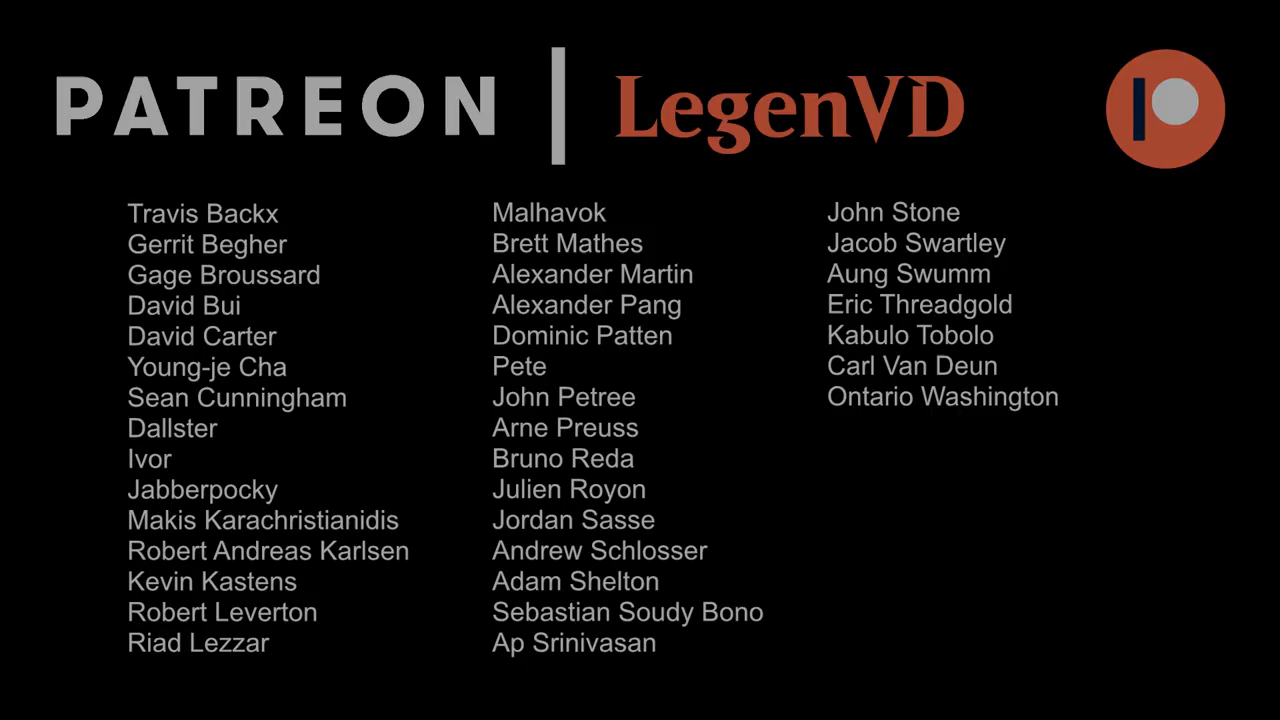 PATREON | LegenVD
Travis Backx
Gerrit Begher
Gage Broussard
David Bui
David Carter
Young-je Cha
Sean Cunningham
Dallster
Ivor
Jabberpocky
Makis Karachristianidis
Robert Andreas Karlsen
Kevin Kastens
Robert Leverton
Riad Lezzar
Malhavok
Brett Mathes
Alexander Martin
Alexander Pang
Dominic Patten
Pete
John Petree
Arne Preuss
Bruno Reda
Julien Royon
Jordan Sasse
Andrew Schlosser
Adam Shelton
Sebastian Soudy Bono
Ap Srinivasan
John Stone
Jacob Swartley
Aung Swumm
Eric Threadgold
Kabulo Tobolo
Carl Van Deun
Ontario Washington